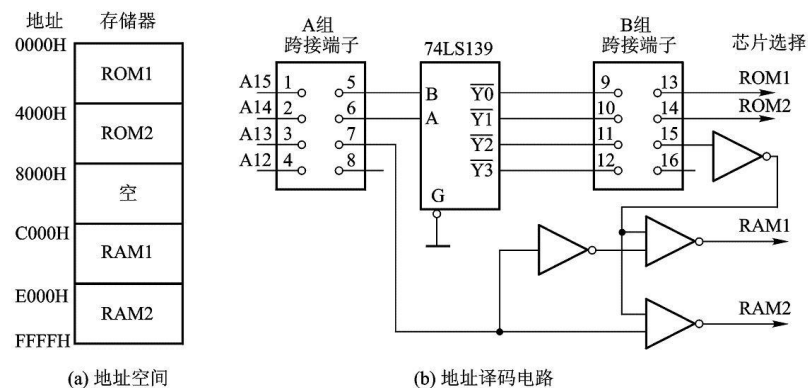 地址 存储器
0000H
ROM1
4000H
ROM2
8000H
空
C000H
RAM1
E000H
RAM2
FFFFH
(a) 地址空间
A组
跨接端子
74LS139
B组
跨接端子
芯片选择
A15 1 5 B Y0 9 13 ROM1
A14 2 6 A Y1 10 14 ROM2
A13 3 7 Y2 11 15
A12 4 8 Y3 12 16
G
RAM1
RAM2
(b) 地址译码电路